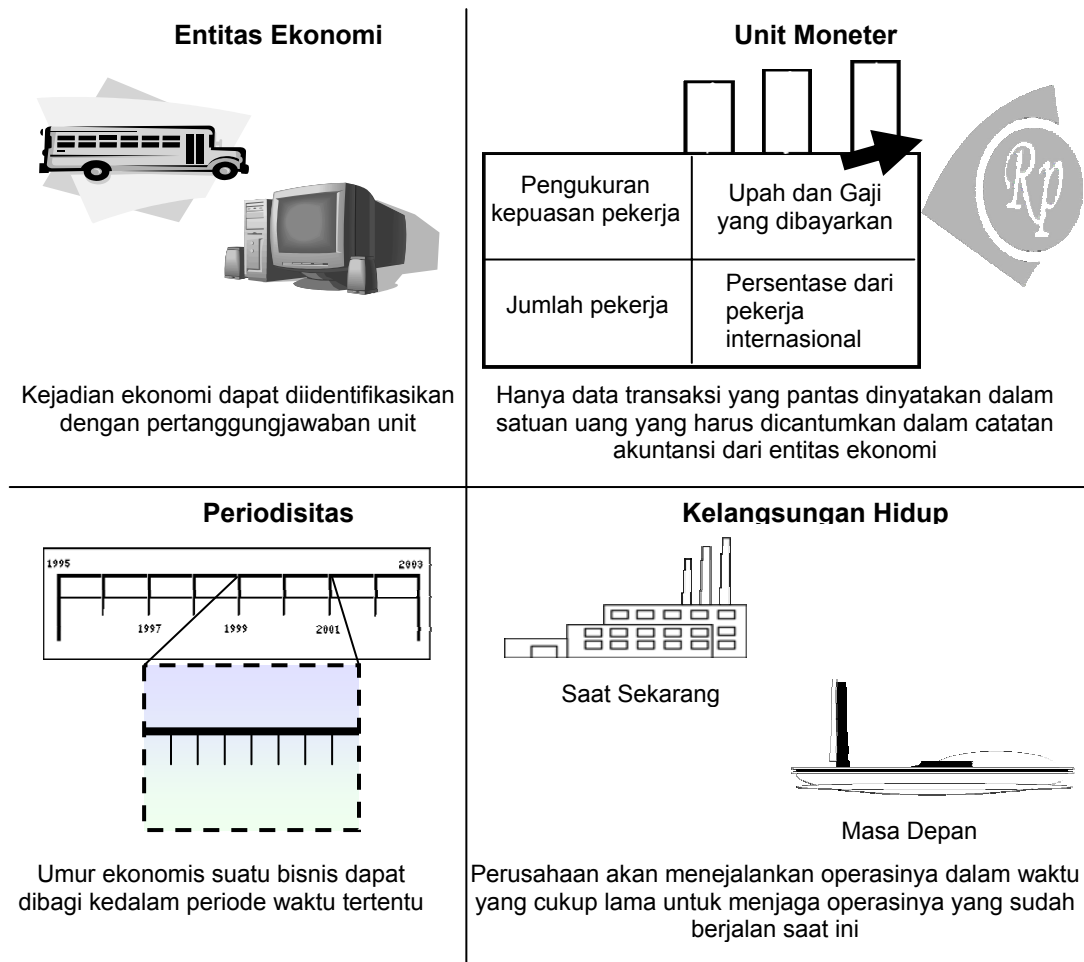 Entitas Ekonomi
Kejadian ekonomi dapat diidentifikasikan
dengan pertanggungjawaban unit
Unit Moneter
Pengukuran
kepuasan pekerja
Upah dan Gaji
yang dibayarkan
Rp
Jumlah pekerja
Persentase dari
pekerja
internasional
Hanya data transaksi yang pantas dinyatakan dalam
satuan uang yang harus dicantumkan dalam catatan
akuntansi dari entitas ekonomi
Periodisitas
1995
2003
1997
1999
2001
Umur ekonomis suatu bisnis dapat
dibagi kedalam periode waktu tertentu
Kelangsungan Hidup
Saat Sekarang
Masa Depan
Perusahaan akan menejalankan operasinya dalam waktu
yang cukup lama untuk menjaga operasinya yang sudah
berjalan saat ini